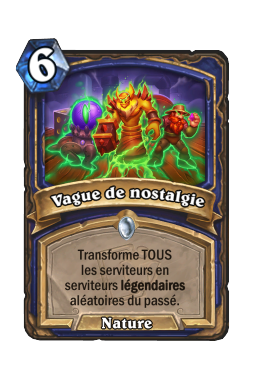 6
Vague de nostalgie
Transforme TOUS
les serviteurs en
serviteurs légendaires
aléatoires du passé.
Nature